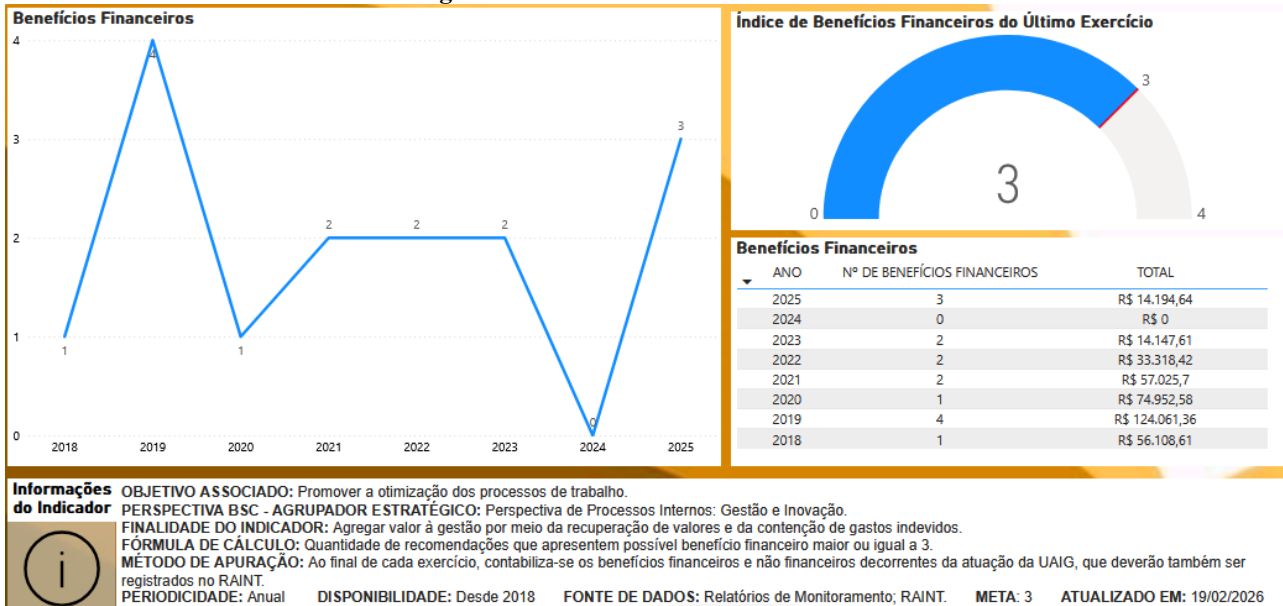 Benefícios Financeiros
4
4
3
3
2
2
2
2
1
1
1
0
0
2018 2019 2020 2021 2022 2023 2024 2025
Índice de Benefícios Financeiros do Último Exercício
3
3
0
4
Benefícios Financeiros
ANO Nº DE BENEFÍCIOS FINANCEIROS TOTAL
2025 3 R$ 14.194,64
2024 0 R$ 0
2023 2 R$ 14.147,61
2022 2 R$ 33.318,42
2021 2 R$ 57.025,7
2020 1 R$ 74.952,58
2019 4 R$ 124.061,36
2018 1 R$ 56.108,61
Informações
do Indicador
i
OBJETIVO ASSOCIADO: Promover a otimização dos processos de trabalho.
PERSPECTIVA BSC - AGRUPADOR ESTRATÉGICO: Perspectiva de Processos Internos: Gestão e Inovação.
FINALIDADE DO INDICADOR: Agregar valor à gestão por meio da recuperação de valores e da contenção de gastos indevidos.
FÓRMULA DE CÁLCULO: Quantidade de recomendações que apresentem possível benefício financeiro maior ou igual a 3.
MÉTODO DE APURAÇÃO: Ao final de cada exercício, contabiliza-se os benefícios financeiros e não financeiros decorrentes da atuação da UAIG, que deverão também ser
registrados no RAINT.
PERIODICIDADE: Anual DISPONIBILIDADE: Desde 2018 FONTE DE DADOS: Relatórios de Monitoramento; RAINT. META: 3 ATUALIZADO EM: 19/02/2026